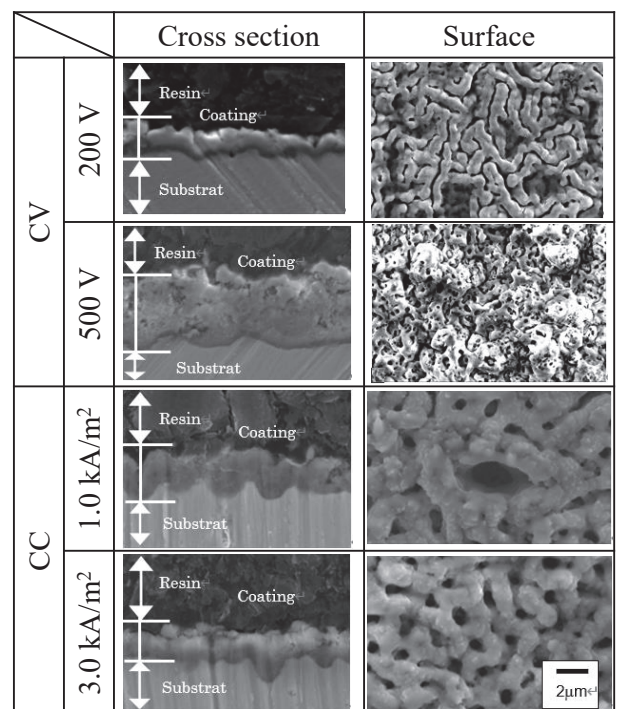 Cross section
Surface
CV
200 V
Resin↵
Coating↵
Substrat
500 V
Resin↵
Coating↵
Substrat
CC
1.0 kA/m²
Resin↵
Coating↵
Substrat
3.0 kA/m²
Resin↵
Coating↵
Substrat
2μm↵